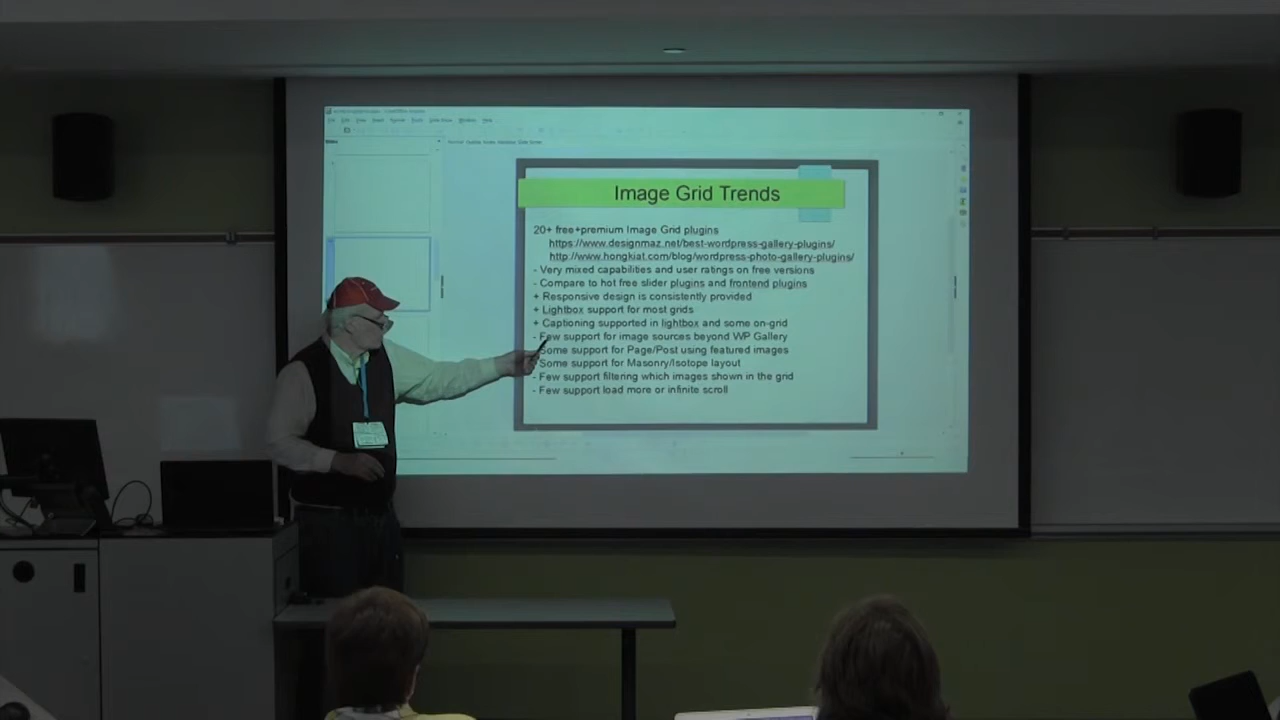 Image Grid Trends
20+ free+premium Image Grid plugins
https://www.designmaz.net/best-wordpress-gallery-plugins/
http://www.hongkiat.com/blog/wordpress-photo-gallery-plugins/
- Very mixed capabilities and user ratings on free versions
- Compare to hot free slider plugins and frontend plugins
+ Responsive design is consistently provided
+ Lightbox support for most grids
+ Captioning supported in lightbox and some on-grid
- Few support for image sources beyond WP Gallery
Some support for Page/Post using featured images
Some support for Masonry/Isotope layout
- Few support filtering which images shown in the grid
- Few support load more or infinite scroll